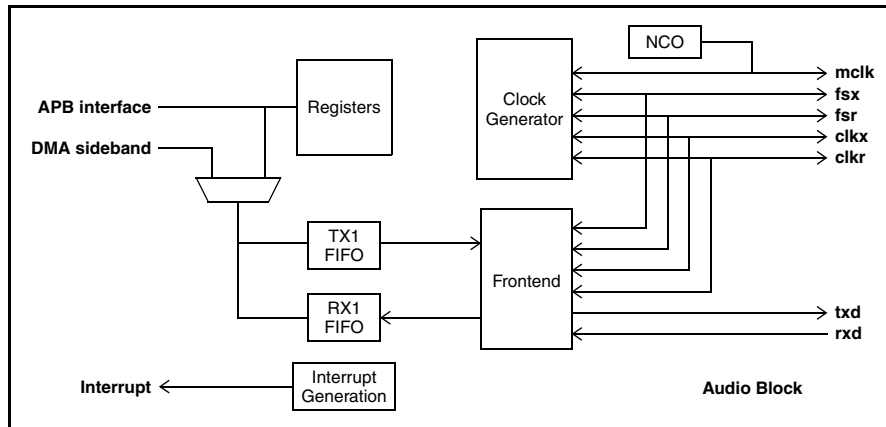 NCO
mclk
fsx
fsr
clkx
clkr
Clock
Generator
Registers
APB interface
DMA sideband
TX1
FIFO
Frontend
RX1
FIFO
txd
rxd
Interrupt
Interrupt
Generation
Audio Block